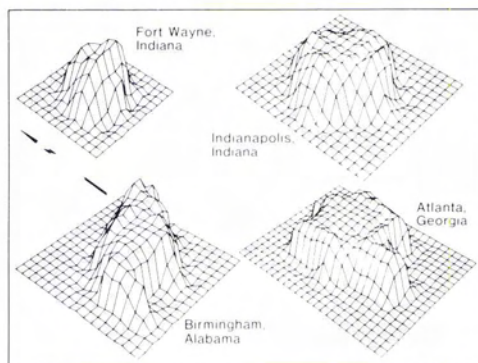 Fort Wayne,
Indiana
Indianapolis,
Indiana
Atlanta,
Georgia
Birmingham,
Alabama